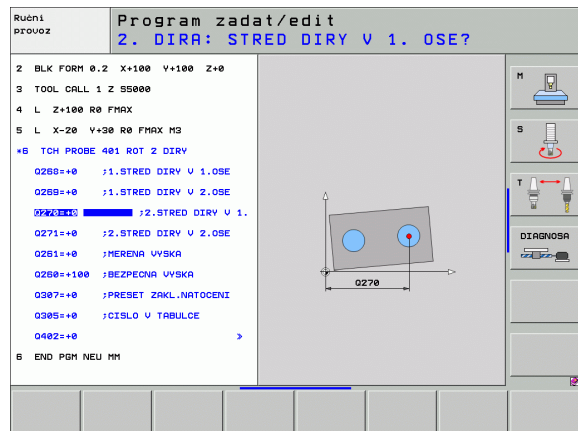 Ruční
provoz
Program zadat/edit
2. DIRA: STRED DIRY V 1. OSE?
2 BLK FORM 0.2 X+100 Y+100 Z+0
3 TOOL CALL 1 Z S5000
4 L Z+100 R0 FMAX
5 L X-20 Y+30 R0 FMAX M3
*6 TCH PROBE 401 ROT 2 DIRY
Q268=+0 ;1.STRED DIRY V 1.OSE
Q269=+0 ;1.STRED DIRY V 2.OSE
Q270=+0 ;2.STRED DIRY V 1.
Q271=+0 ;2.STRED DIRY V 2.OSE
Q261=+0 ;MERENA VYSKA
Q260=+100 ;BEZPECNA VYSKA
Q307=+0 ;PRESET ZAKL.NATOCENI
Q305=+0 ;CISLO V TABULCE
Q402=+0 »
6 END PGM NEU MM
Q270
M
S
T
DIAGNOSA